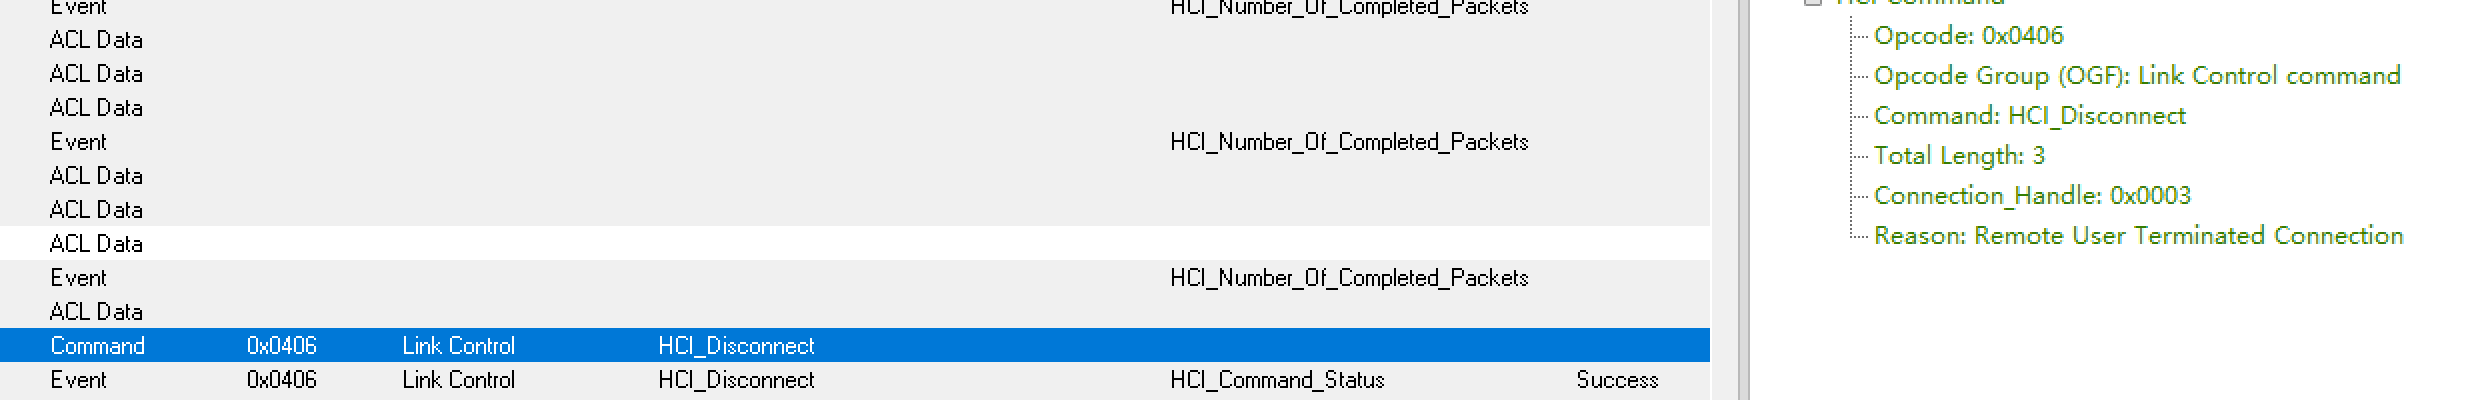 Event HCI_Number_Of_Completed_Packets
ACL Data
ACL Data
ACL Data
Event HCI_Number_Of_Completed_Packets
ACL Data
ACL Data
ACL Data
Event HCI_Number_Of_Completed_Packets
ACL Data
Command 0x0406 Link Control HCI_Disconnect
Event 0x0406 Link Control HCI_Disconnect HCI_Command_Status Success
HCI Command
Opcode: 0x0406
Opcode Group (OGF): Link Control command
Command: HCI_Disconnect
Total Length: 3
Connection_Handle: 0x0003
Reason: Remote User Terminated Connection